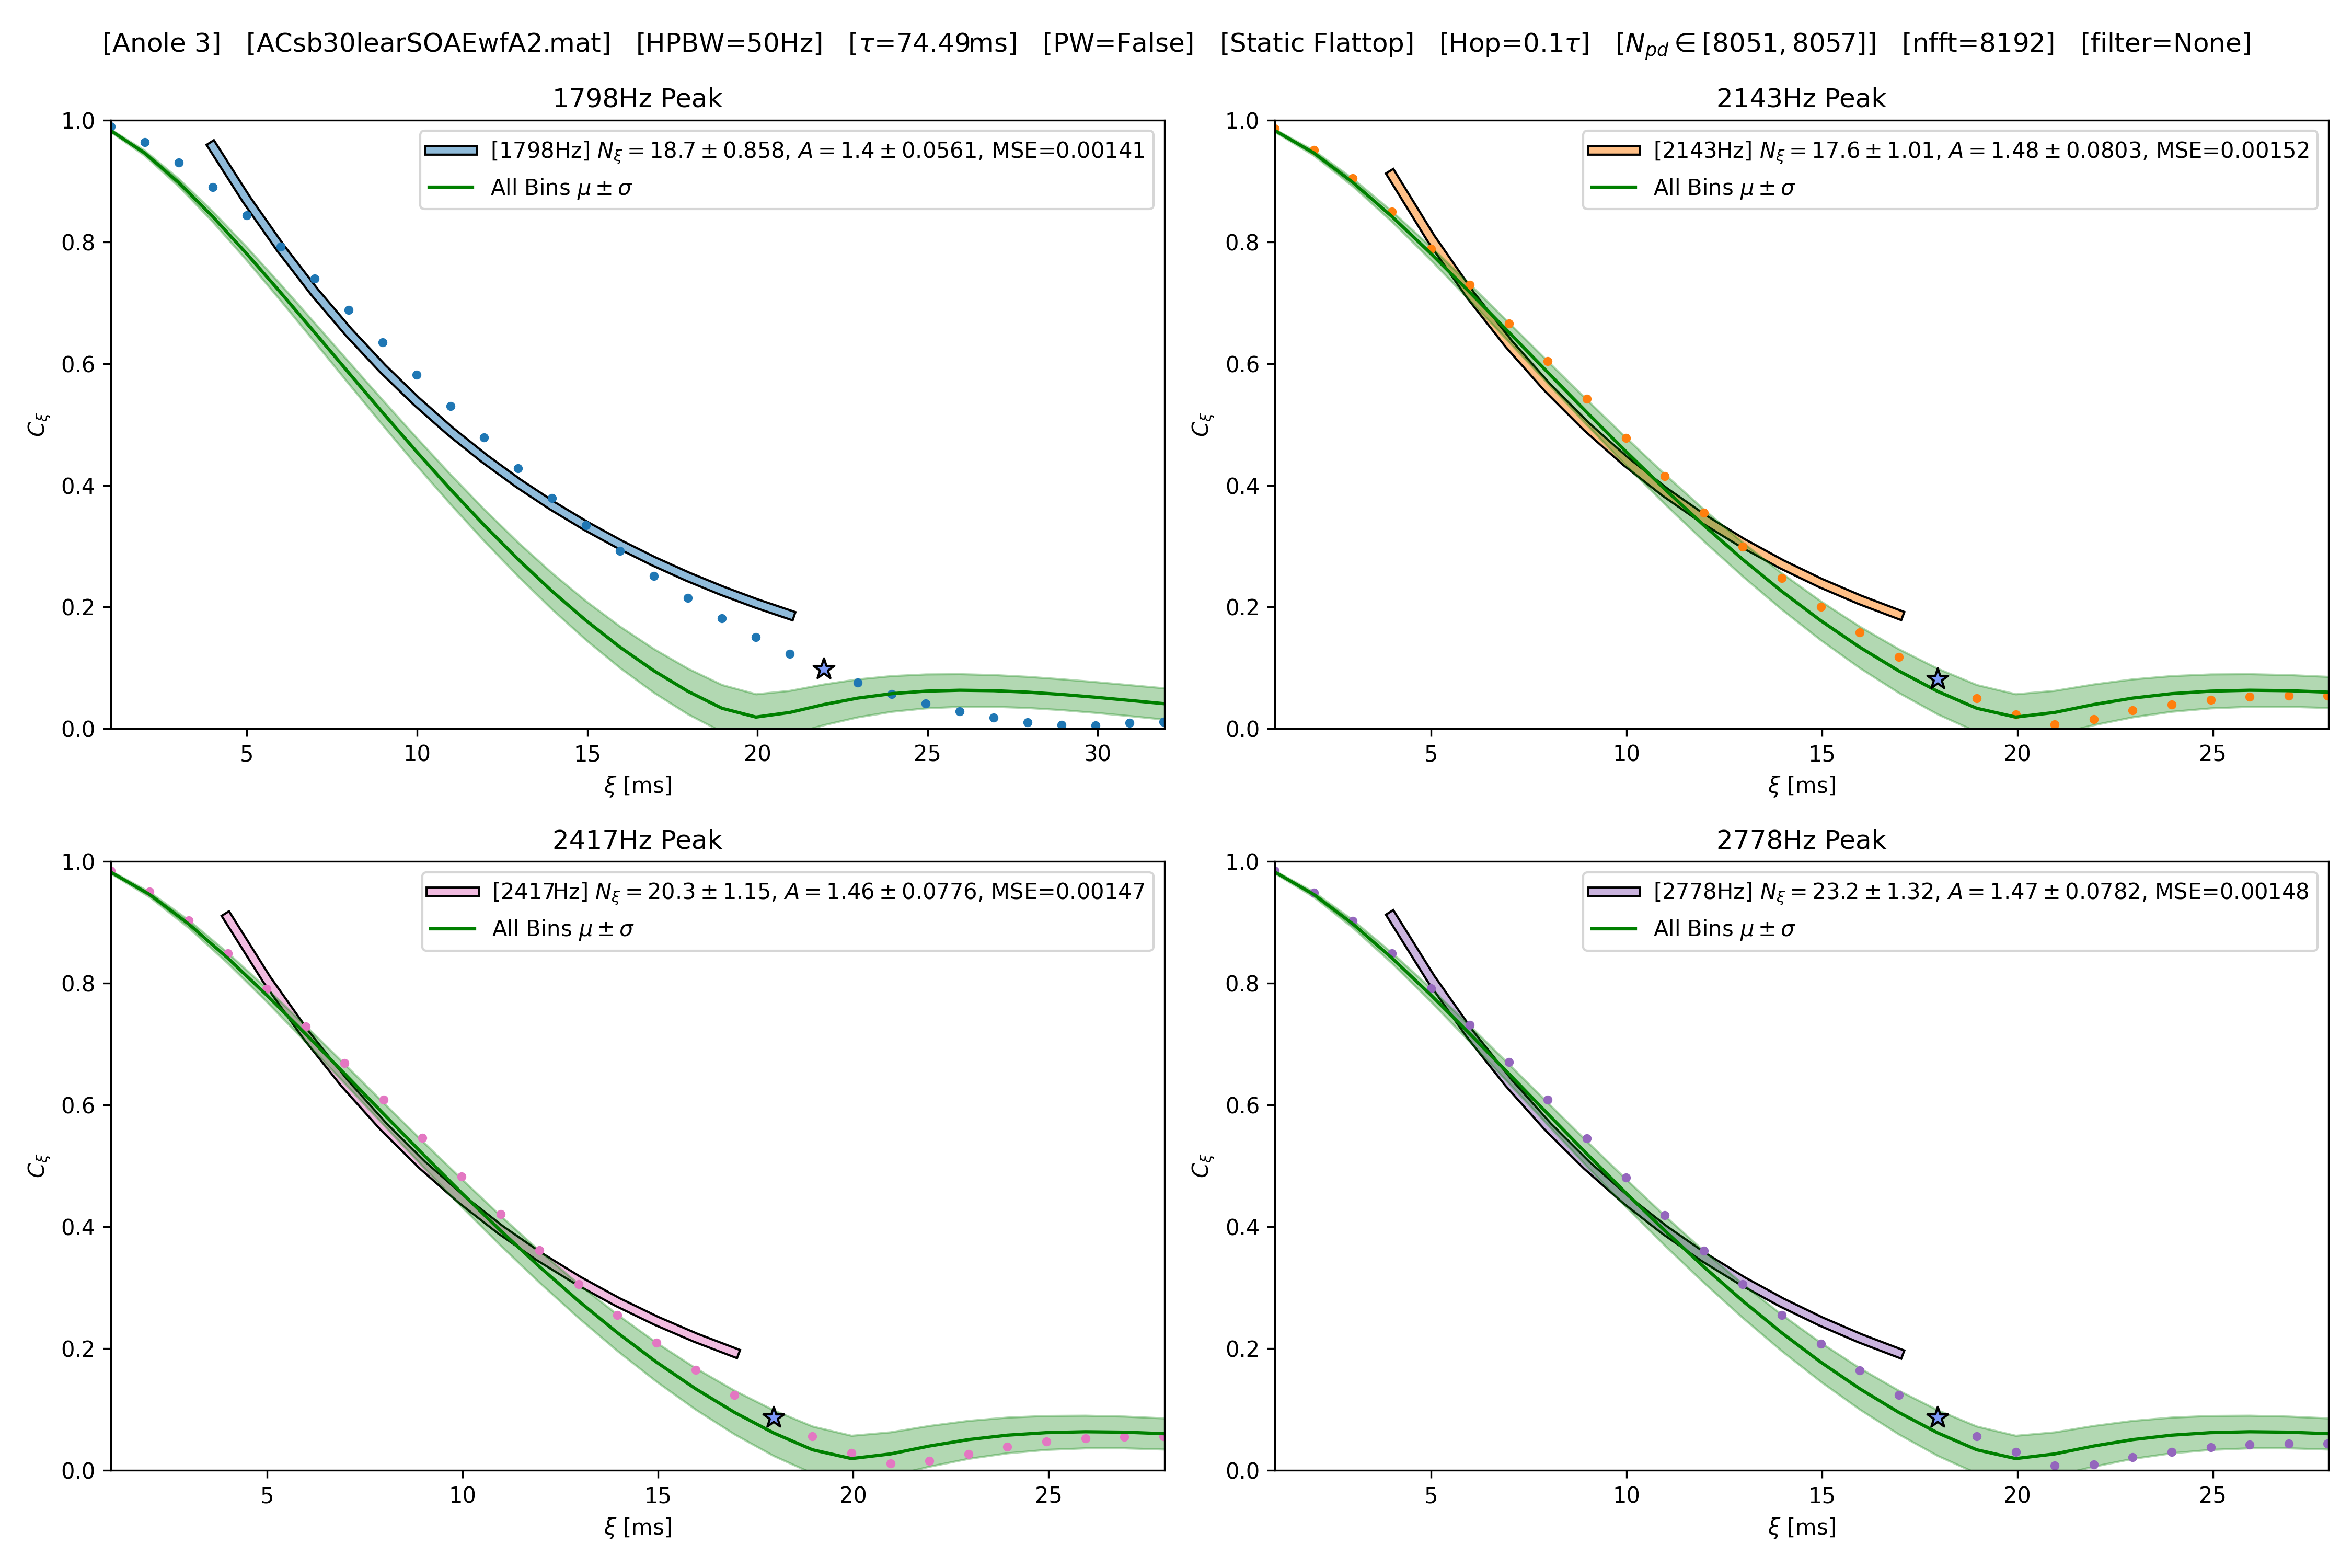 [Anole 3] [ACsb30learSOAEwfA2.mat] [HPBW=50Hz] [τ=74.49ms] [PW=False] [Static Flattop] [Hop=0.1τ] [N_{pd} ∈ [8051, 8057]] [nfft=8192] [filter=None]
1798Hz Peak
[1798Hz] N_ξ = 18.7 ± 0.858, A = 1.4 ± 0.0561, MSE=0.00141
All Bins μ ± σ
1.0
0.8
0.6
0.4
0.2
0.0
C_ξ
5 10 15 20 25 30
ξ [ms]
2143Hz Peak
[2143Hz] N_ξ = 17.6 ± 1.01, A = 1.48 ± 0.0803, MSE=0.00152
All Bins μ ± σ
1.0
0.8
0.6
0.4
0.2
0.0
C_ξ
5 10 15 20 25
ξ [ms]
2417Hz Peak
[2417Hz] N_ξ = 20.3 ± 1.15, A = 1.46 ± 0.0776, MSE=0.00147
All Bins μ ± σ
1.0
0.8
0.6
0.4
0.2
0.0
C_ξ
5 10 15 20 25
ξ [ms]
2778Hz Peak
[2778Hz] N_ξ = 23.2 ± 1.32, A = 1.47 ± 0.0782, MSE=0.00148
All Bins μ ± σ
1.0
0.8
0.6
0.4
0.2
0.0
C_ξ
5 10 15 20 25
ξ [ms]